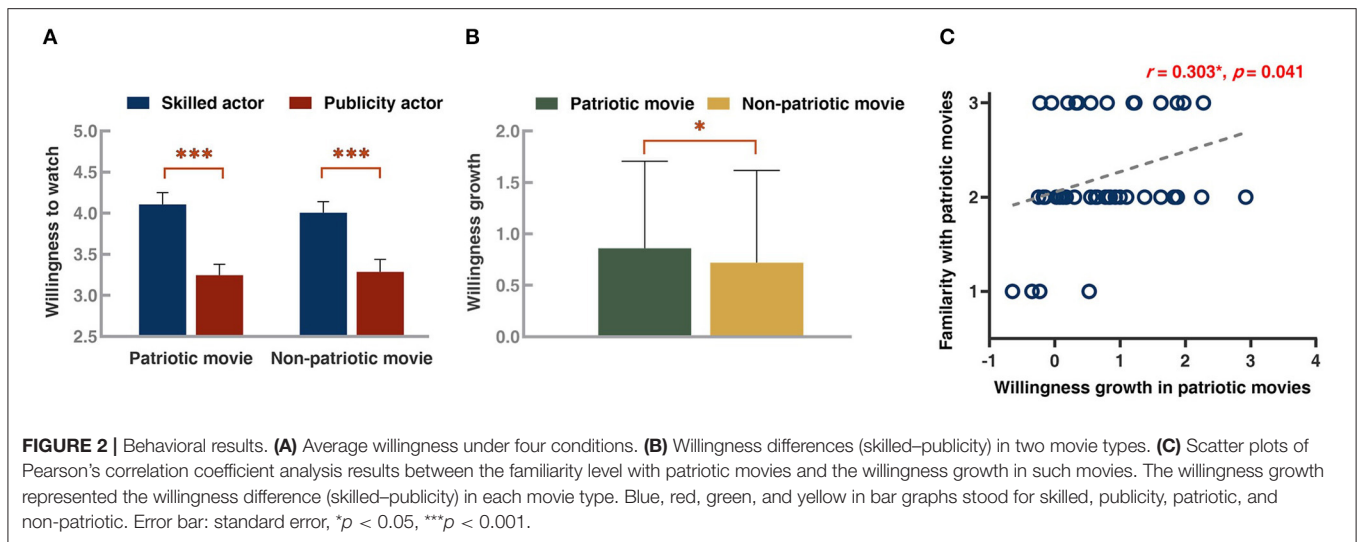 A
B
C
r = 0.303*, p = 0.041
Skilled actor Publicity actor
Patriotic movie Non-patriotic movie
Willingness to watch
5.0
4.5
4.0
3.5
3.0
2.5
***
***
Patriotic movie Non-patriotic movie
Willingness growth
2.0
1.5
1.0
0.5
0.0
*
Familiarity with patriotic movies
3
2
1
-1 0 1 2 3 4
Willingness growth in patriotic movies
FIGURE 2 | Behavioral results. (A) Average willingness under four conditions. (B) Willingness differences (skilled–publicity) in two movie types. (C) Scatter plots of
Pearson's correlation coefficient analysis results between the familiarity level with patriotic movies and the willingness growth in such movies. The willingness growth
represented the willingness difference (skilled–publicity) in each movie type. Blue, red, green, and yellow in bar graphs stood for skilled, publicity, patriotic, and
non-patriotic. Error bar: standard error, *p < 0.05, ***p < 0.001.